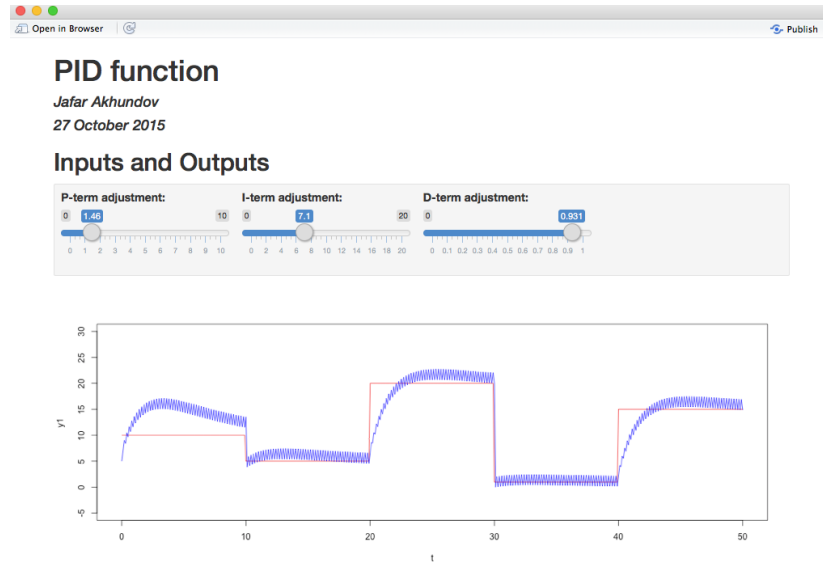 Open in Browser
Publish
PID function
Jafar Akhundov
27 October 2015
Inputs and Outputs
P-term adjustment: I-term adjustment: D-term adjustment:
0 1.46 10 0 7.1 20 0 0.931
0 1 2 3 4 5 6 7 8 9 10 0 2 4 6 8 10 12 14 16 18 20 0 0.1 0.2 0.3 0.4 0.5 0.6 0.7 0.8 0.9 1
30
25
20
15
10
5
0
-5
y1
0 10 20 30 40 50
t